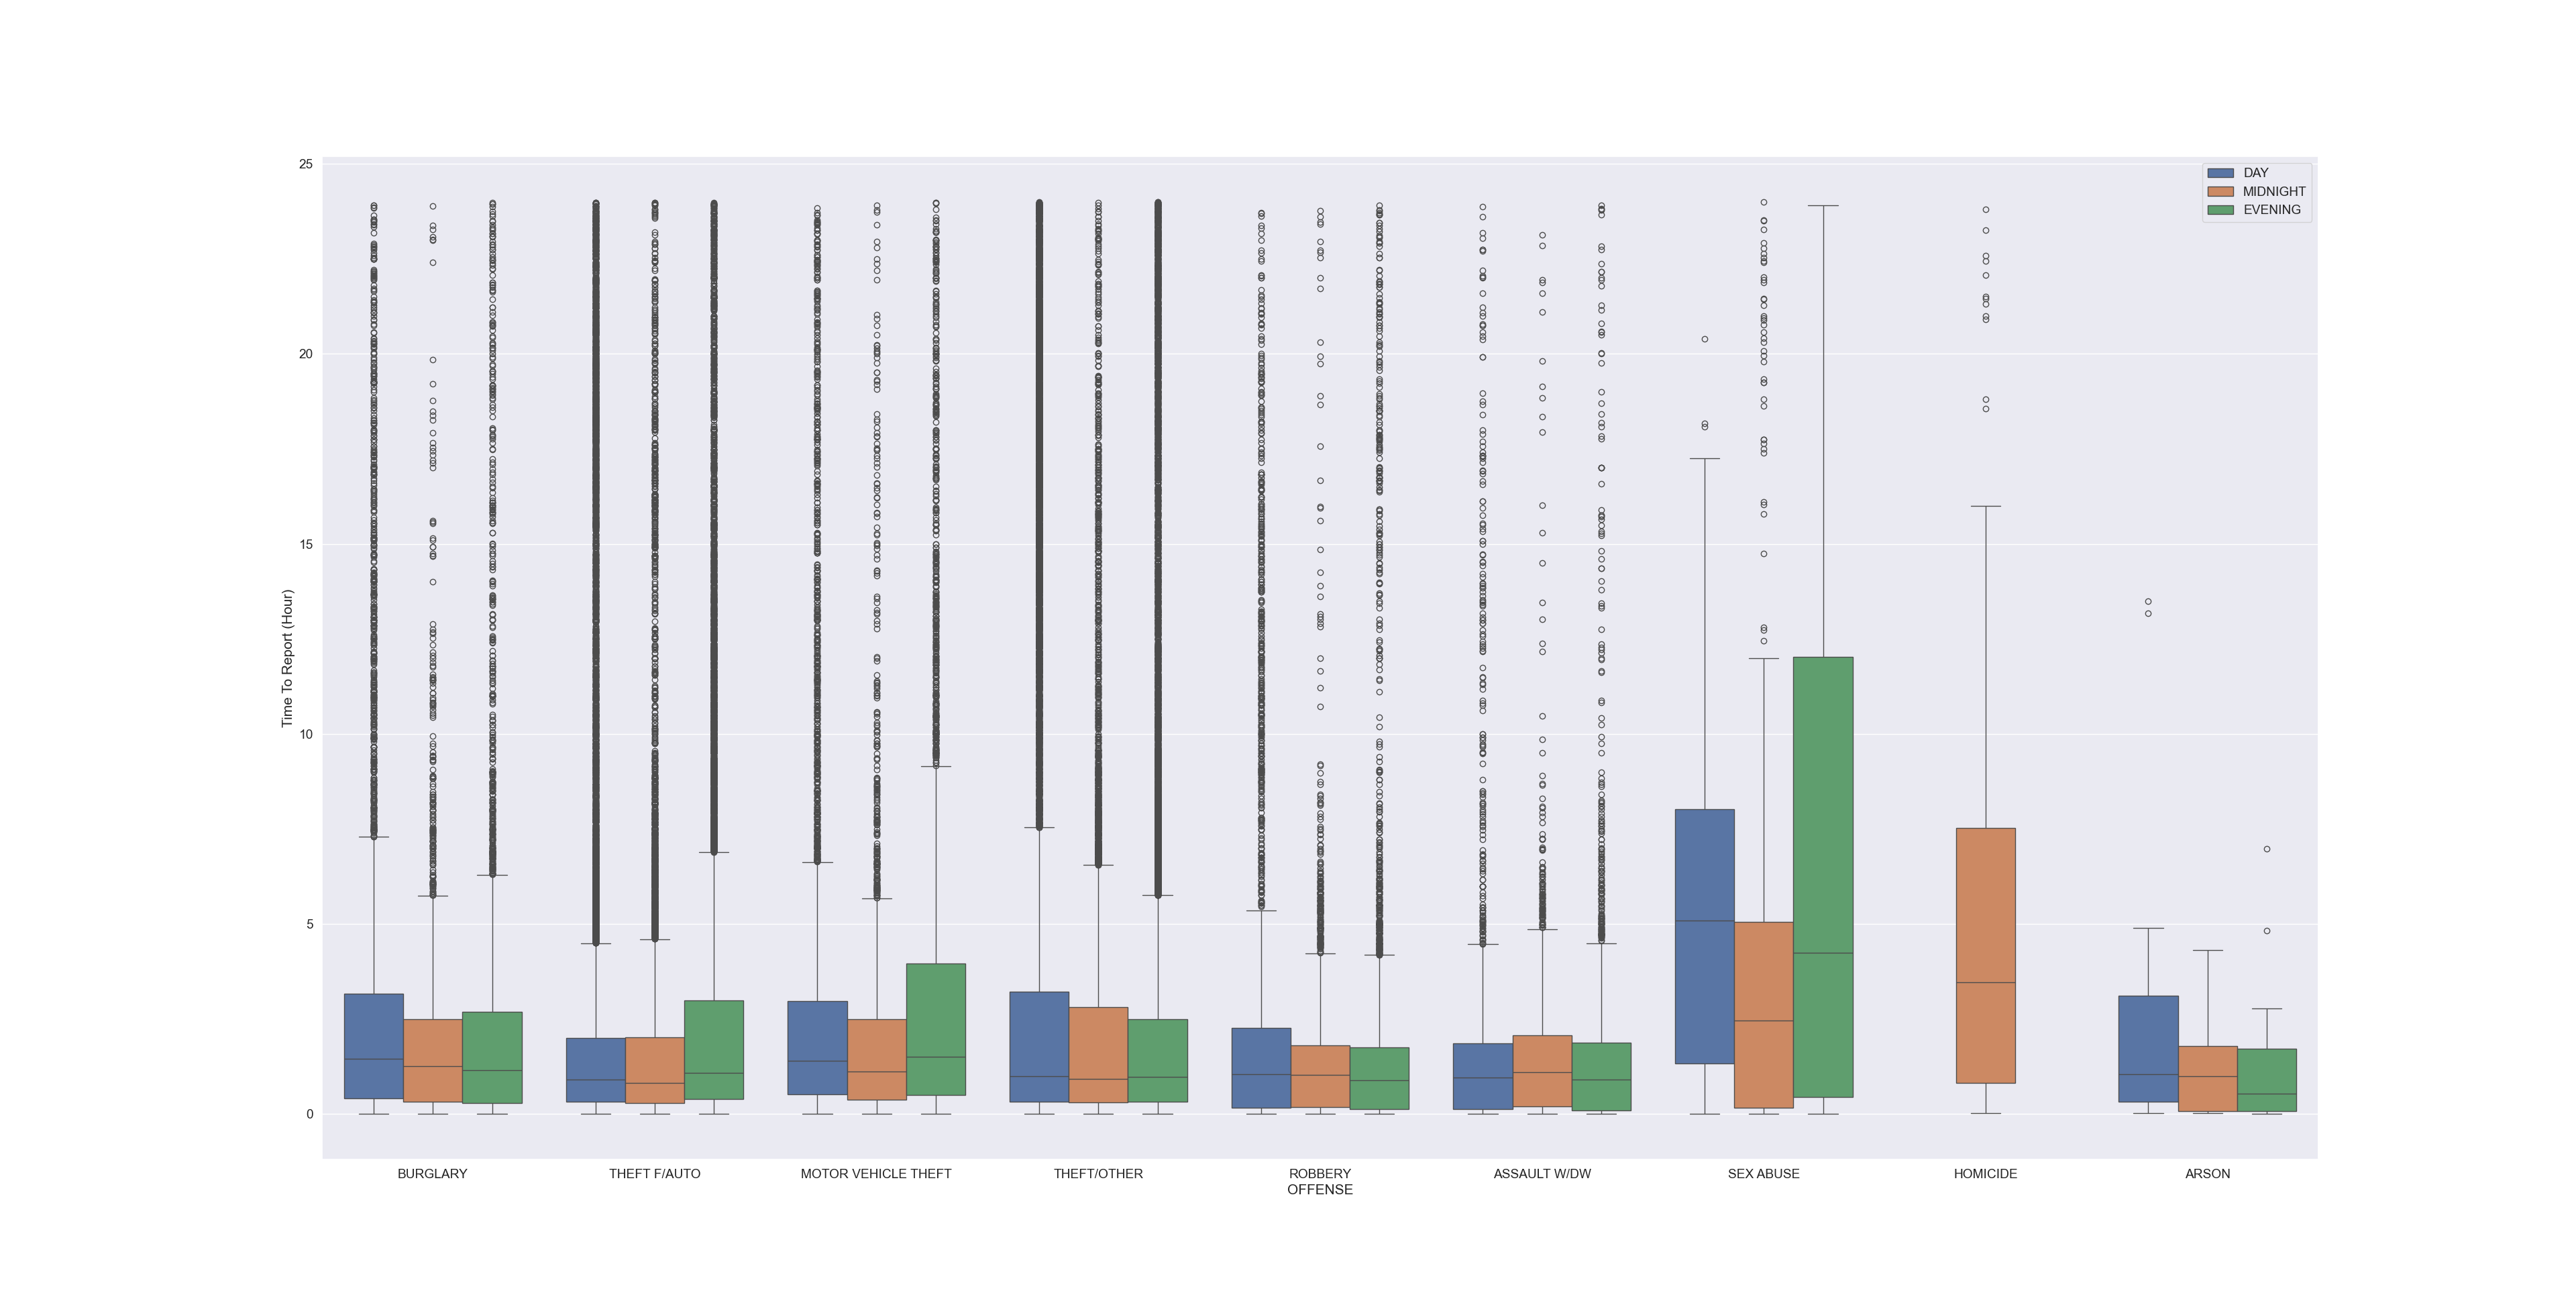 25
20
15
10
5
0
Time To Report (Hour)
DAY
MIDNIGHT
EVENING
BURGLARY THEFT F/AUTO MOTOR VEHICLE THEFT THEFT/OTHER ROBBERY ASSAULT W/DW SEX ABUSE HOMICIDE ARSON
OFFENSE